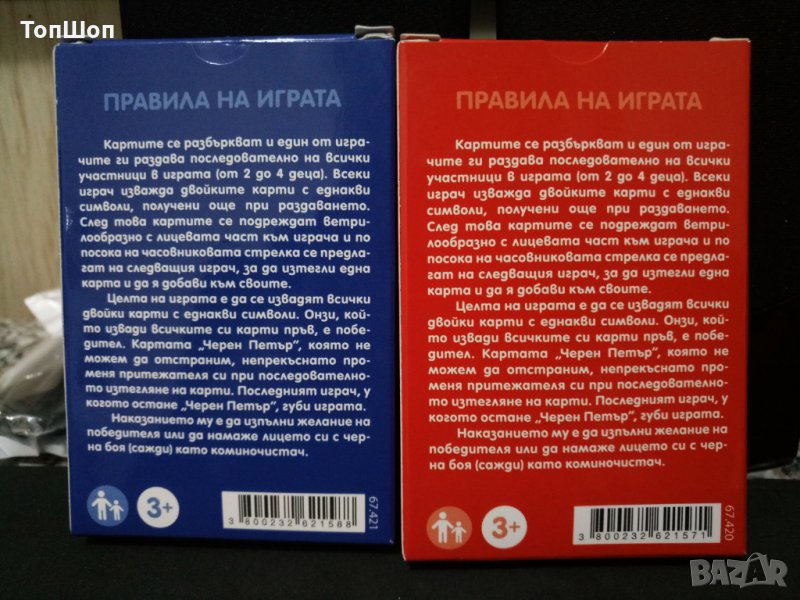 ТопШоп
ПРАВИЛА НА ИГРАТА
Картите се разбъркват и един от игра-
чите ги раздава последователно на всички
участници в играта (от 2 до 4 деца). Всеки
играч изважда двойките карти с еднакви
символи, получени още при раздаването.
След това картите се подреждат ветри-
лообразно с лицевата част към играча и по
посока на часовниковата стрелка се предла-
гат на следващия играч, за да изтегли една
карта и да я добави към своите.
Целта на играта е да се извадят всички
двойки карти с еднакви символи. Онзи, кой-
то извади всичките си карти пръв, е побе-
дител. Картата „Черен Петър", която не
можем да отстраним, непрекъснато про-
меня притежателя си при последователно-
то изтегляне на карти. Последният играч, у
когото остане „Черен Петър", губи играта.
Наказанието му е да изпълни желание на
победителя или да намаже лицето си с чер-
на боя (сажди) като коминочистач.
3+
3 800232 621588
67.421
ПРАВИЛА НА ИГРАТА
Картите се разбъркват и един от игра-
чите ги раздава последователно на всички
участници в играта (от 2 до 4 деца). Всеки
играч изважда двойките карти с еднакви
символи, получени още при раздаването.
След това картите се подреждат ветри-
лообразно с лицевата част към играча и по
посока на часовниковата стрелка се предла-
гат на следващия играч, за да изтегли една
карта и да я добави към своите.
Целта на играта е да се извадят всички
двойки карти с еднакви символи. Онзи, кой-
то извади всичките си карти пръв, е побе-
дител. Картата „Черен Петър", която не
можем да отстраним, непрекъснато про-
меня притежателя си при последователно-
то изтегляне на карти. Последният играч, у
когото остане „Черен Петър", губи играта.
Наказанието му е да изпълни желание на
победителя или да намаже лицето си с чер-
на боя (сажди) като коминочистач.
3+
3 800232 621571
67.420
BAZAR
bg